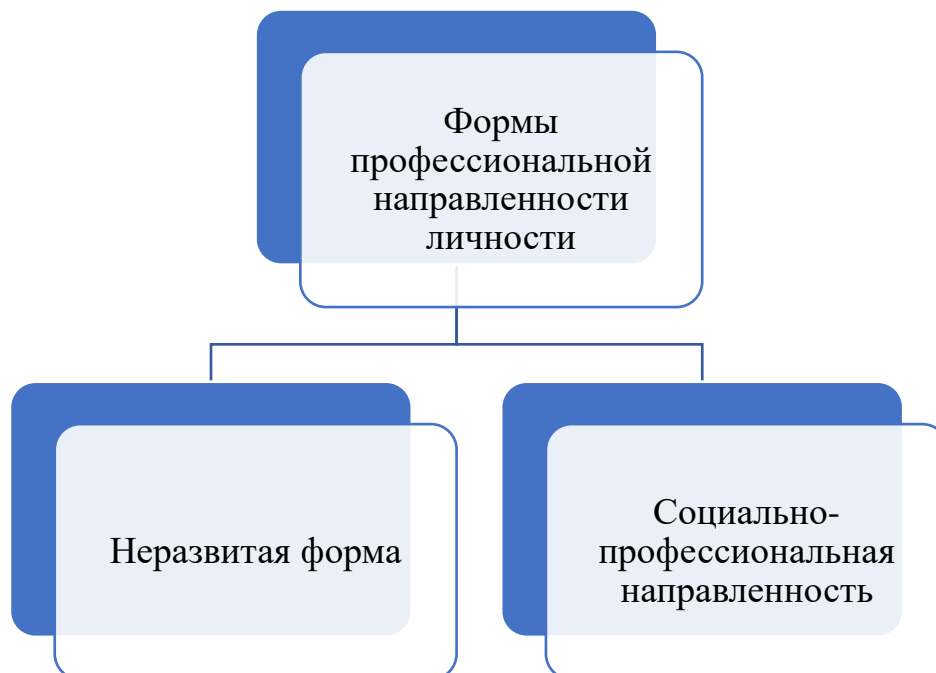 Формы
профессиональной
направленности
личности
Неразвитая форма
Социально-
профессиональная
направленность